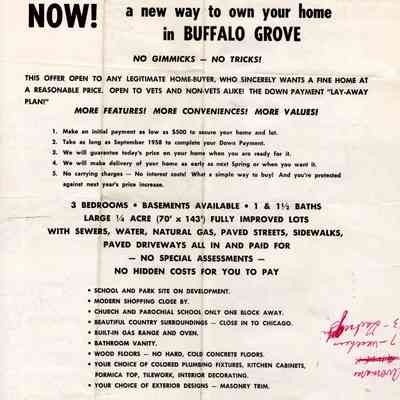 NOW!
a new way to own your home
in BUFFALO GROVE
NO GIMMICKS — NO TRICKS!
THIS OFFER OPEN TO ANY LEGITIMATE HOME-BUYER, WHO SINCERELY WANTS A FINE HOME AT
A REASONABLE PRICE. OPEN TO VETS AND NON-VETS ALIKE! THE DOWN PAYMENT "LAY-AWAY
PLAN!"
MORE FEATURES! MORE CONVENIENCES! MORE VALUES!
1. Make an initial payment as low as $500 to secure your home and lot.
2. Take as long as September 1958 to complete your Down Payment.
3. We will guarantee today's price on your home when you are ready for it.
4. We will make delivery of your home as early as next Spring or when you want it.
5. No carrying charges — No interest costs! What a simple way to buy! And you're protected
against next year's price increase.
3 BEDROOMS • BASEMENTS AVAILABLE • 1 & 1½ BATHS
LARGE ¼ ACRE (70' x 143') FULLY IMPROVED LOTS
WITH SEWERS, WATER, NATURAL GAS, PAVED STREETS, SIDEWALKS,
PAVED DRIVEWAYS ALL IN AND PAID FOR
— NO SPECIAL ASSESSMENTS —
NO HIDDEN COSTS FOR YOU TO PAY
• SCHOOL AND PARK SITE ON DEVELOPMENT.
• MODERN SHOPPING CLOSE BY.
• CHURCH AND PAROCHIAL SCHOOL ONLY ONE BLOCK AWAY.
• BEAUTIFUL COUNTRY SURROUNDINGS — CLOSE IN TO CHICAGO.
• BUILT-IN GAS RANGE AND OVEN.
• BATHROOM VANITY.
• WOOD FLOORS — NO HARD, COLD CONCRETE FLOORS.
• YOUR CHOICE OF COLORED PLUMBING FIXTURES, KITCHEN CABINETS,
FORMICA TOP, TILEWORK, INTERIOR DECORATING.
• YOUR CHOICE OF EXTERIOR DESIGNS — MASONRY TRIM.